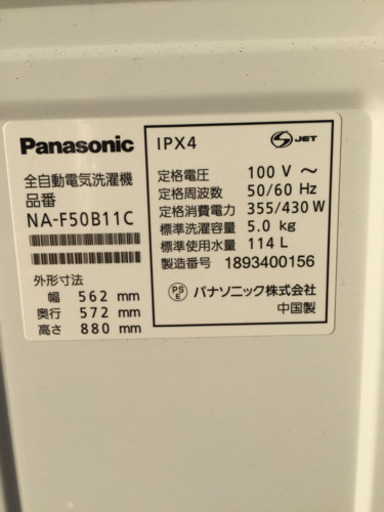 Panasonic
全自動電気洗濯機
品番
NA-F50B11C
外形寸法
幅 562 mm
奥行 572 mm
高さ 880 mm
IPX4
S JET
定格電圧 100 V ～
定格周波数 50/60 Hz
定格消費電力 355/430 W
標準洗濯容量 5.0 kg
標準使用水量 114 L
製造番号 1893400156
PSE パナソニック株式会社
中国製